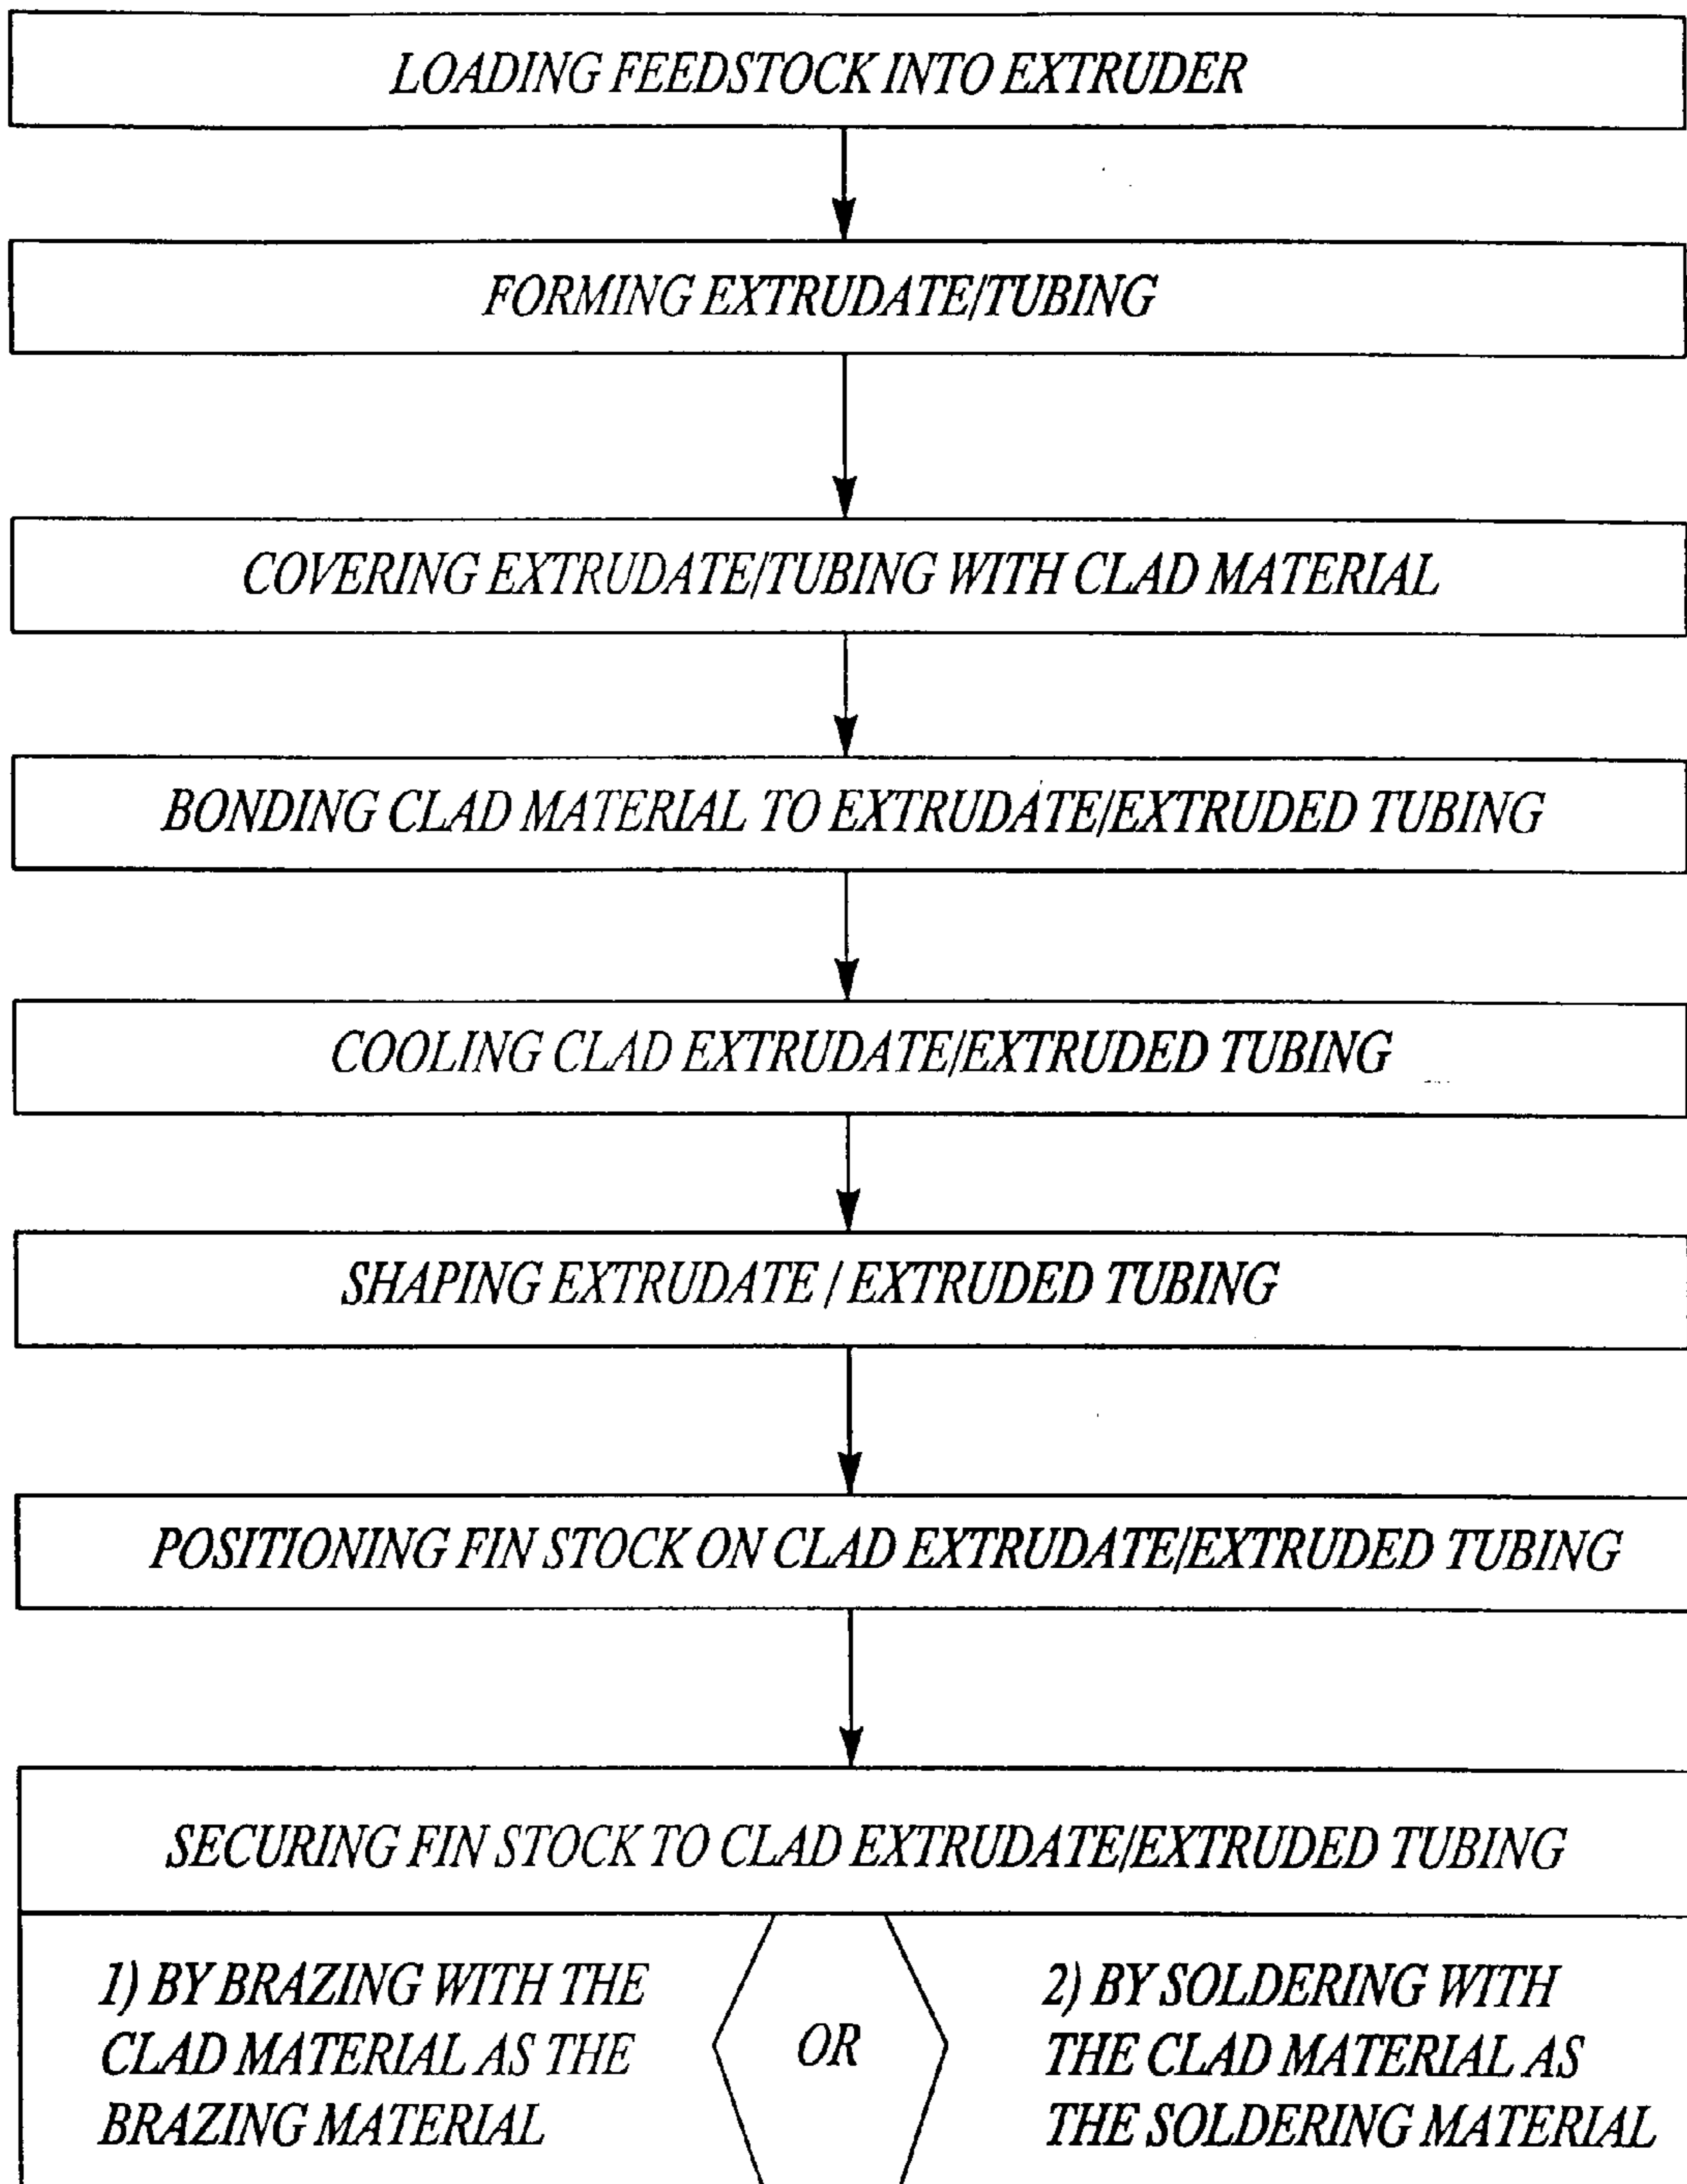 LOADING FEEDSTOCK INTO EXTRUDER
FORMING EXTRUDATE/TUBING
COVERING EXTRUDATE/TUBING WITH CLAD MATERIAL
BONDING CLAD MATERIAL TO EXTRUDATE/EXTRUDED TUBING
COOLING CLAD EXTRUDATE/EXTRUDED TUBING
SHAPING EXTRUDATE / EXTRUDED TUBING
POSITIONING FIN STOCK ON CLAD EXTRUDATE/EXTRUDED TUBING
SECURING FIN STOCK TO CLAD EXTRUDATE/EXTRUDED TUBING
1) BY BRAZING WITH THE
CLAD MATERIAL AS THE
BRAZING MATERIAL
OR
2) BY SOLDERING WITH
THE CLAD MATERIAL AS
THE SOLDERING MATERIAL